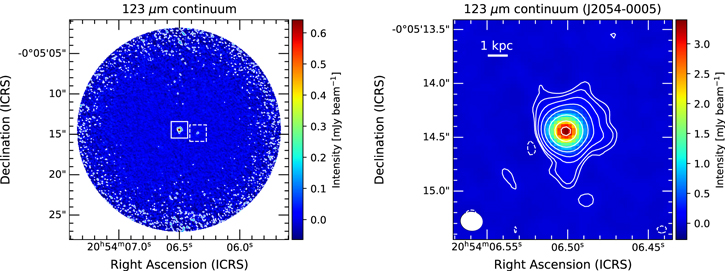 123 μm continuum
-0°05'05"
10"
15"
20"
25"
20ʰ54ᵐ07.0ˢ
06.5ˢ
06.0ˢ
Right Ascension (ICRS)
Declination (ICRS)
0.6
0.5
0.4
0.3
0.2
0.1
0.0
Intensity [mJy beam⁻¹]
123 μm continuum (J2054-0005)
1 kpc
-0°05'13.5"
14.0"
14.5"
15.0"
20ʰ54ᵐ06.55ˢ
06.50ˢ
06.45ˢ
Right Ascension (ICRS)
Declination (ICRS)
3.0
2.5
2.0
1.5
1.0
0.5
0.0
Intensity [mJy beam⁻¹]